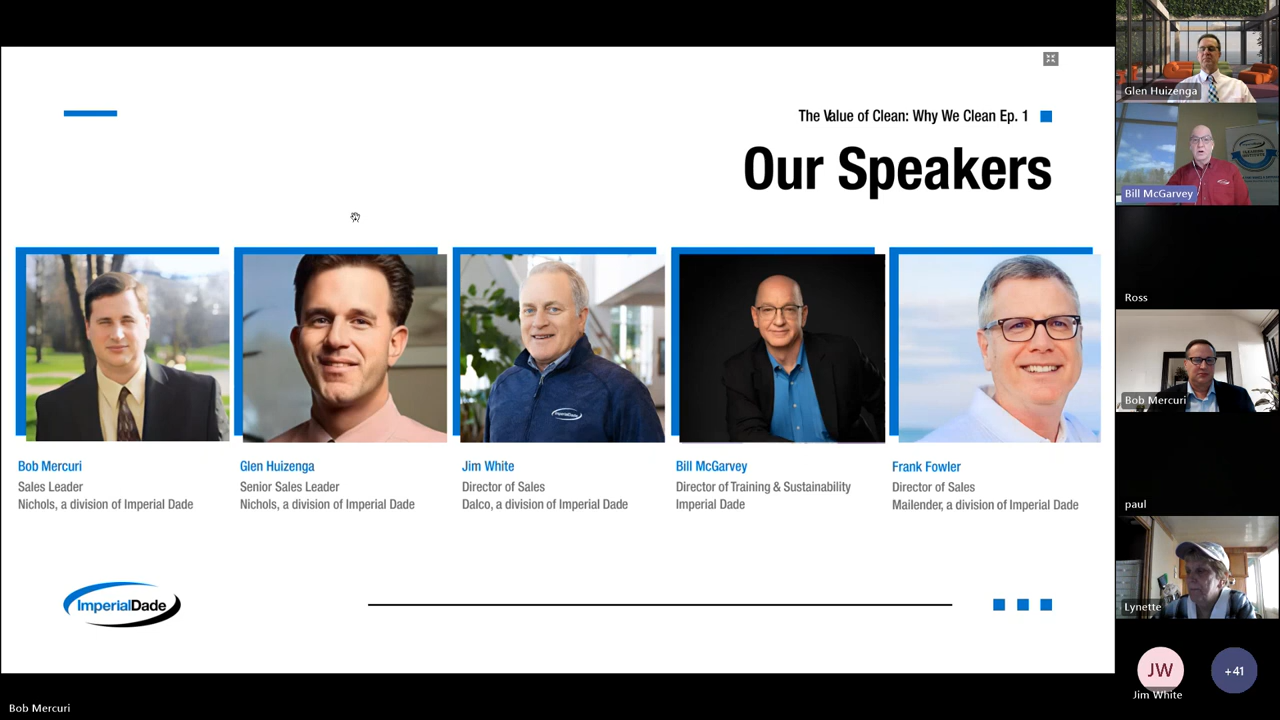 The Value of Clean: Why We Clean Ep. 1
Our Speakers
Bob Mercuri
Sales Leader
Nichols, a division of Imperial Dade
Glen Huizenga
Senior Sales Leader
Nichols, a division of Imperial Dade
ImperialDade
Jim White
Director of Sales
Dalco, a division of Imperial Dade
Bill McGarvey
Director of Training & Sustainability
Imperial Dade
Frank Fowler
Director of Sales
Mailender, a division of Imperial Dade
ImperialDade
Bob Mercuri
Glen Huizenga
Bill McGarvey
Ross
Bob Mercuri
paul
Lynette
JW
Jim White
+41